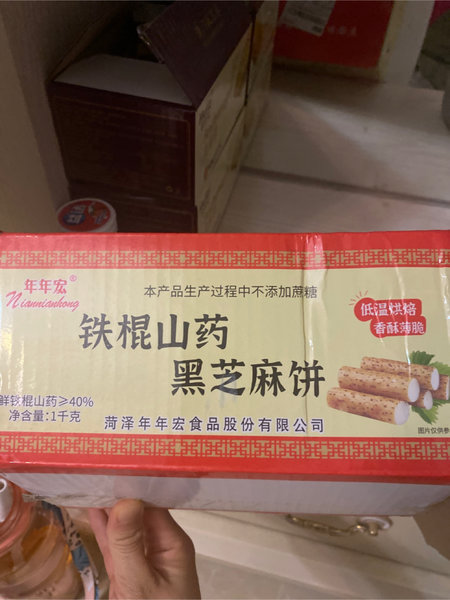 年年宏®
Niannianhong
本产品生产过程中不添加蔗糖
低温烘焙
香酥薄脆
铁棍山药
黑芝麻饼
鲜铁棍山药≥40%
净含量:1千克
菏泽年年宏食品股份有限公司
图片仅供参